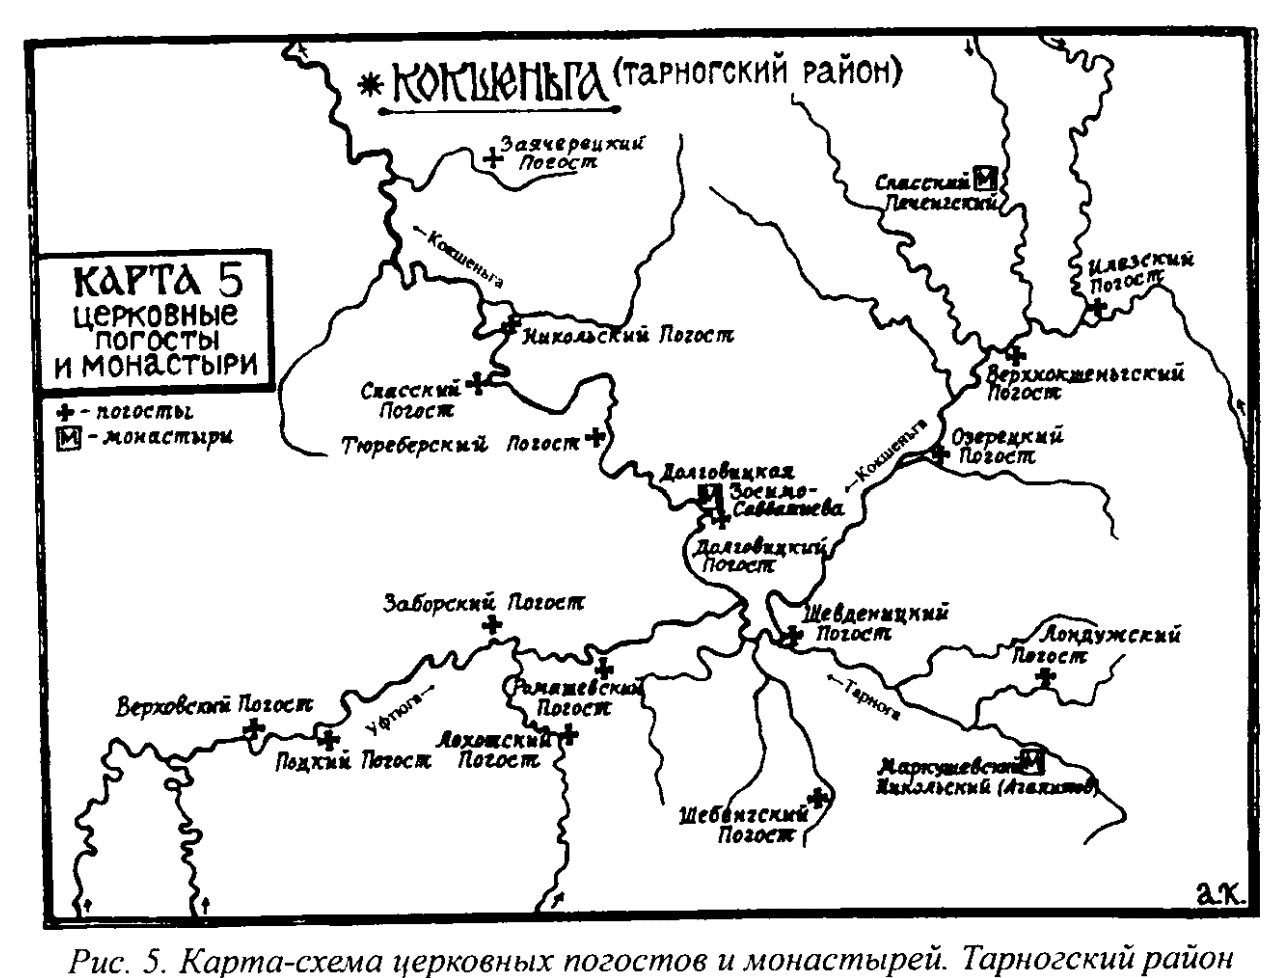 *КОКШЕНЬГА (ТАРНОГСКИЙ РАЙОН)
Заячерецкий
Погост
Спасский М
Печенгский
←Кокшеньга
КАРТА 5
ЦЕРКОВНЫЕ
ПОГОСТЫ
И МОНАСТЫРИ
+ - погосты
М - монастыри
Илезский
Погост
Никольский Погост
Верхкокшеньгский
Погост
Спасский
Погост
Тюреберский Погост
←Кокшеньга
Озерецкий
Погост
Долговицкая
М Зосимо-
Савватиева
Долговицкий
Погост
Заборский Погост
Шевденицкий
Погост
Лондужский
Погост
Ромашевский
Погост
←Тарнога
Верховский Погост
Уфтюга→
Поцкий Погост
Лохотский
Погост
Маркушевский М
Никольский (Агапитов)
Шебенгский
Погост
а.к.
Рис. 5. Карта-схема церковных погостов и монастырей. Тарногский район